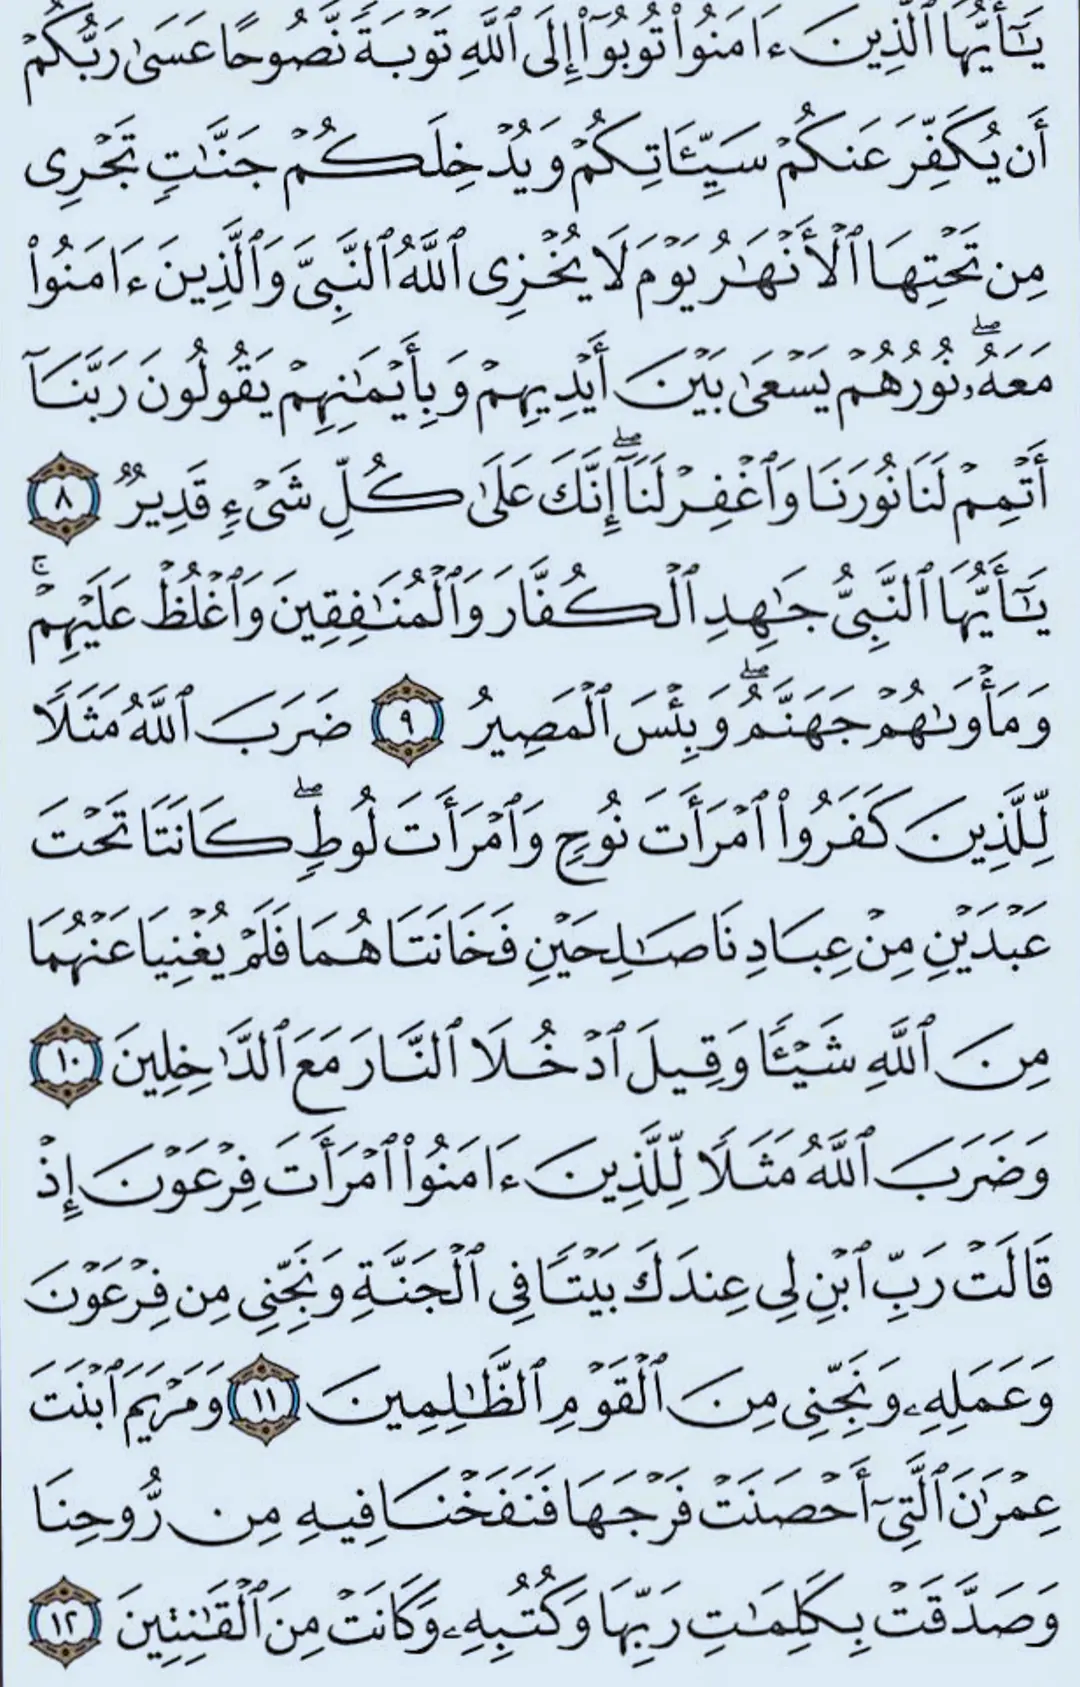 يَٰٓأَيُّهَا ٱلَّذِينَ ءَامَنُوا۟ تُوبُوٓا۟ إِلَى ٱللَّهِ تَوْبَةً نَّصُوحًا عَسَىٰ رَبُّكُمْ
أَن يُكَفِّرَ عَنكُمْ سَيِّـَٔاتِكُمْ وَيُدْخِلَكُمْ جَنَّٰتٍ تَجْرِى
مِن تَحْتِهَا ٱلْأَنْهَٰرُ يَوْمَ لَا يُخْزِى ٱللَّهُ ٱلنَّبِىَّ وَٱلَّذِينَ ءَامَنُوا۟
مَعَهُۥۖ نُورُهُمْ يَسْعَىٰ بَيْنَ أَيْدِيهِمْ وَبِأَيْمَٰنِهِمْ يَقُولُونَ رَبَّنَآ
أَتْمِمْ لَنَا نُورَنَا وَٱغْفِرْ لَنَآۖ إِنَّكَ عَلَىٰ كُلِّ شَىْءٍ قَدِيرٌ ٨
يَٰٓأَيُّهَا ٱلنَّبِىُّ جَٰهِدِ ٱلْكُفَّارَ وَٱلْمُنَٰفِقِينَ وَٱغْلُظْ عَلَيْهِمْۚ
وَمَأْوَىٰهُمْ جَهَنَّمُۖ وَبِئْسَ ٱلْمَصِيرُ ٩ ضَرَبَ ٱللَّهُ مَثَلًا
لِّلَّذِينَ كَفَرُوا۟ ٱمْرَأَتَ نُوحٍ وَٱمْرَأَتَ لُوطٍۖ كَانَتَا تَحْتَ
عَبْدَيْنِ مِنْ عِبَادِنَا صَٰلِحَيْنِ فَخَانَتَاهُمَا فَلَمْ يُغْنِيَا عَنْهُمَا
مِنَ ٱللَّهِ شَيْـًٔا وَقِيلَ ٱدْخُلَا ٱلنَّارَ مَعَ ٱلدَّٰخِلِينَ ١٠
وَضَرَبَ ٱللَّهُ مَثَلًا لِّلَّذِينَ ءَامَنُوا۟ ٱمْرَأَتَ فِرْعَوْنَ إِذْ
قَالَتْ رَبِّ ٱبْنِ لِى عِندَكَ بَيْتًا فِى ٱلْجَنَّةِ وَنَجِّنِى مِن فِرْعَوْنَ
وَعَمَلِهِۦ وَنَجِّنِى مِنَ ٱلْقَوْمِ ٱلظَّٰلِمِينَ ١١ وَمَرْيَمَ ٱبْنَتَ
عِمْرَٰنَ ٱلَّتِىٓ أَحْصَنَتْ فَرْجَهَا فَنَفَخْنَا فِيهِ مِن رُّوحِنَا
وَصَدَّقَتْ بِكَلِمَٰتِ رَبِّهَا وَكُتُبِهِۦ وَكَانَتْ مِنَ ٱلْقَٰنِتِينَ ١٢